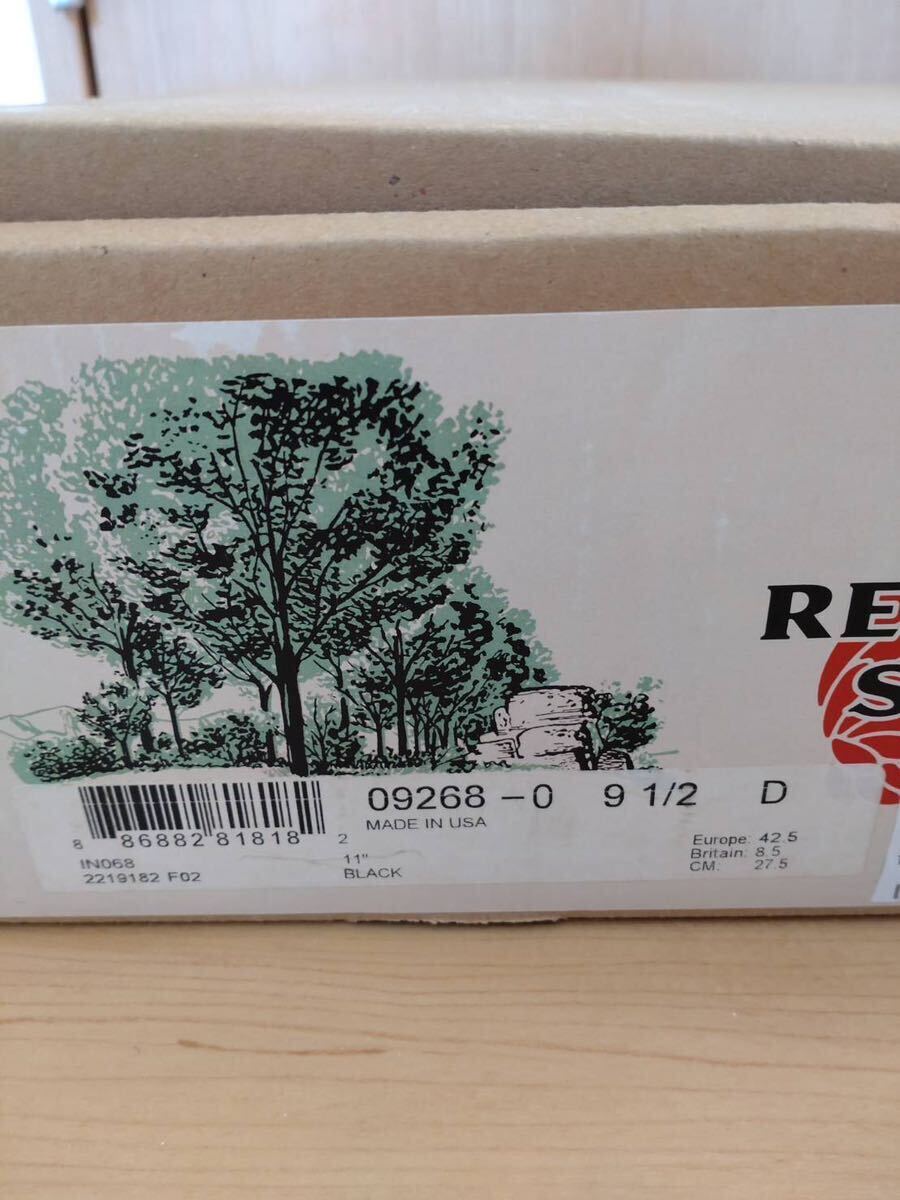 RE
S
09268 -0 9 1/2 D
MADE IN USA
8 86882 81818 2
Europe: 42.5
Britain: 8.5
CM: 27.5
IN068
2219182 F02
11"
BLACK